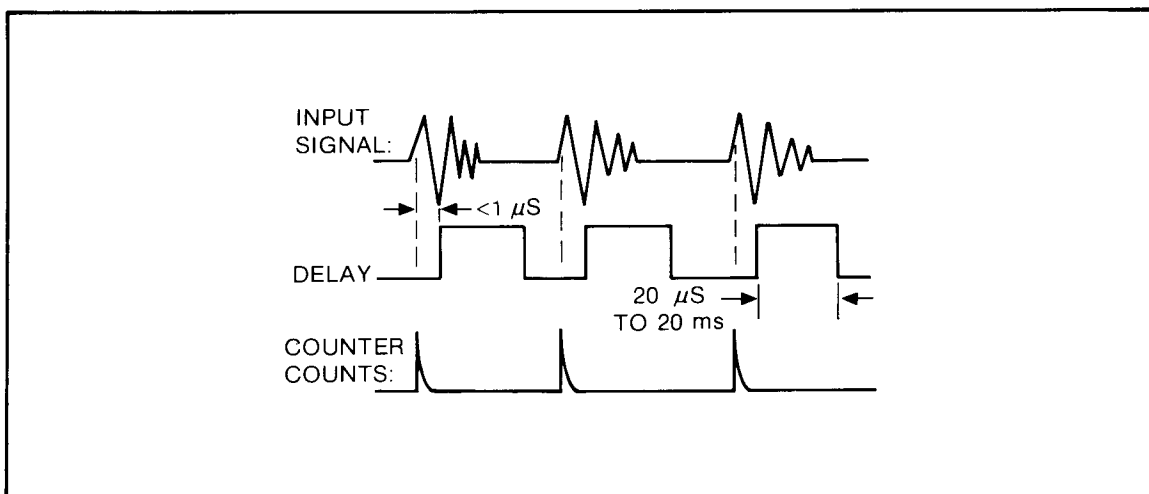 INPUT
SIGNAL:
<1 µS
DELAY
20 µS
TO 20 ms
COUNTER
COUNTS: